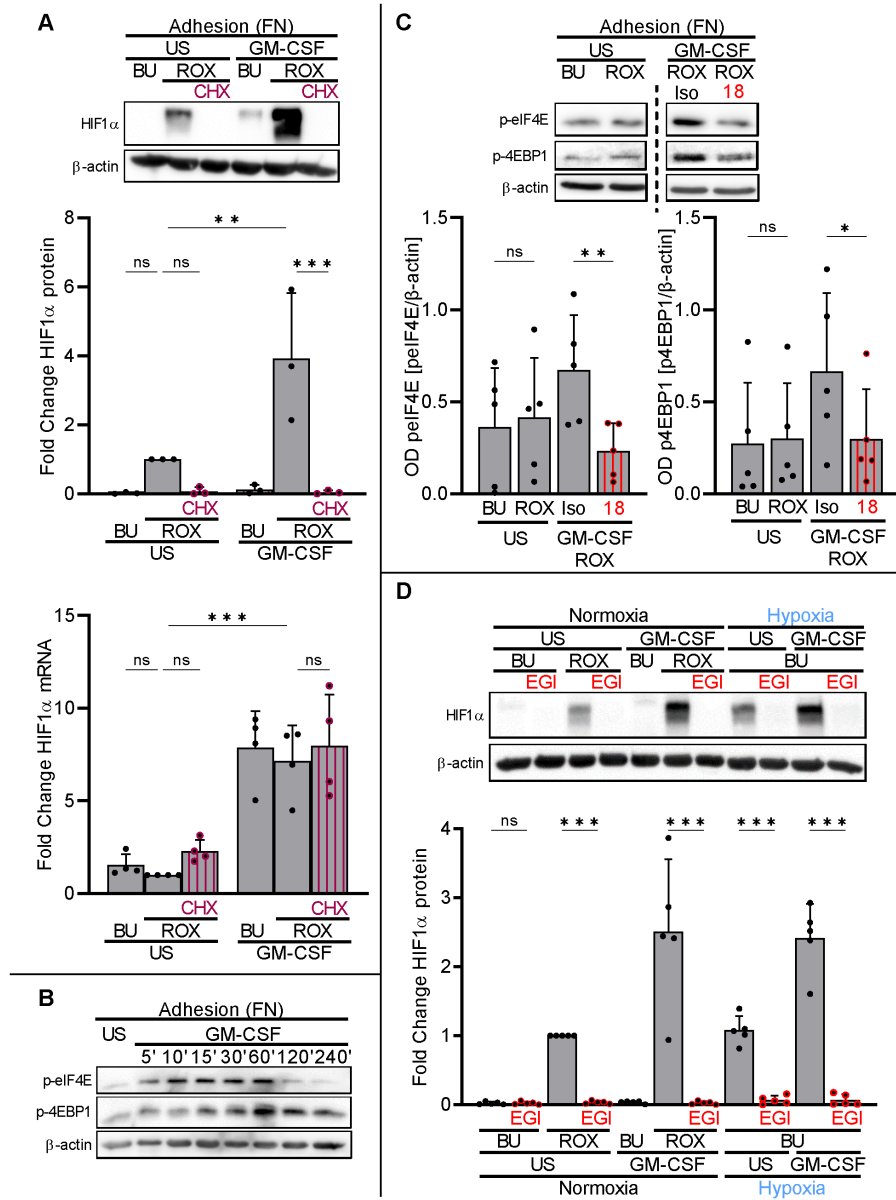 A
Adhesion (FN)
US GM-CSF
BU ROX BU ROX
CHX CHX
HIF1α
β-actin
Fold Change HIF1α protein
8
6
4
2
0
ns ns ** ***
CHX CHX
BU ROX BU ROX
US GM-CSF
Fold Change HIF1α mRNA
15
10
5
0
ns ns *** ns
CHX CHX
BU ROX BU ROX
US GM-CSF
B
Adhesion (FN)
US GM-CSF
5' 10' 15' 30' 60' 120' 240'
p-eIF4E
p-4EBP1
β-actin
C
Adhesion (FN)
US GM-CSF
BU ROX ROX ROX
Iso 18
p-eIF4E
p-4EBP1
β-actin
OD peIF4E [peIF4E/β-actin]
1.5
1.0
0.5
0.0
ns **
BU ROX Iso 18
US GM-CSF
ROX
OD p4EBP1 [p4EBP1/β-actin]
1.5
1.0
0.5
0.0
ns *
BU ROX Iso 18
US GM-CSF
ROX
D
Normoxia Hypoxia
US GM-CSF US GM-CSF
BU ROX BU ROX BU
EGI EGI EGI EGI EGI
HIF1α
β-actin
Fold Change HIF1α protein
4
3
2
1
0
ns *** *** *** ***
EGI EGI EGI EGI EGI
BU ROX BU ROX BU
US GM-CSF US GM-CSF
Normoxia Hypoxia